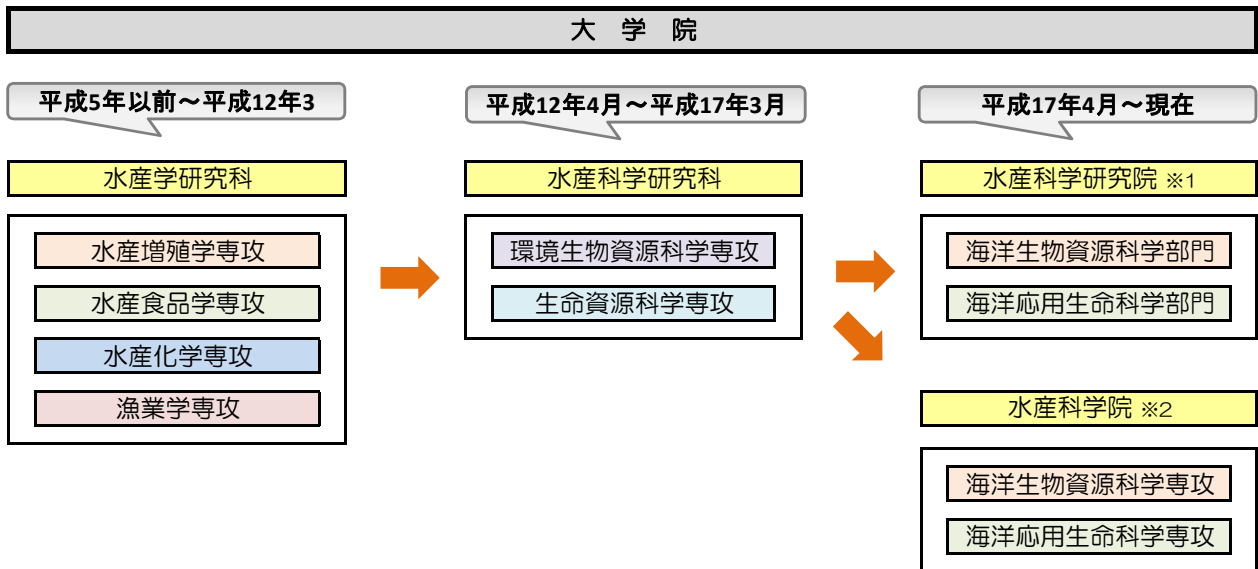 大 学 院
平成5年以前～平成12年3
水産学研究科
水産増殖学専攻
水産食品学専攻
水産化学専攻
漁業学専攻
平成12年4月～平成17年3月
水産科学研究科
環境生物資源科学専攻
生命資源科学専攻
平成17年4月～現在
水産科学研究院 ※1
海洋生物資源科学部門
海洋応用生命科学部門
水産科学院 ※2
海洋生物資源科学専攻
海洋応用生命科学専攻